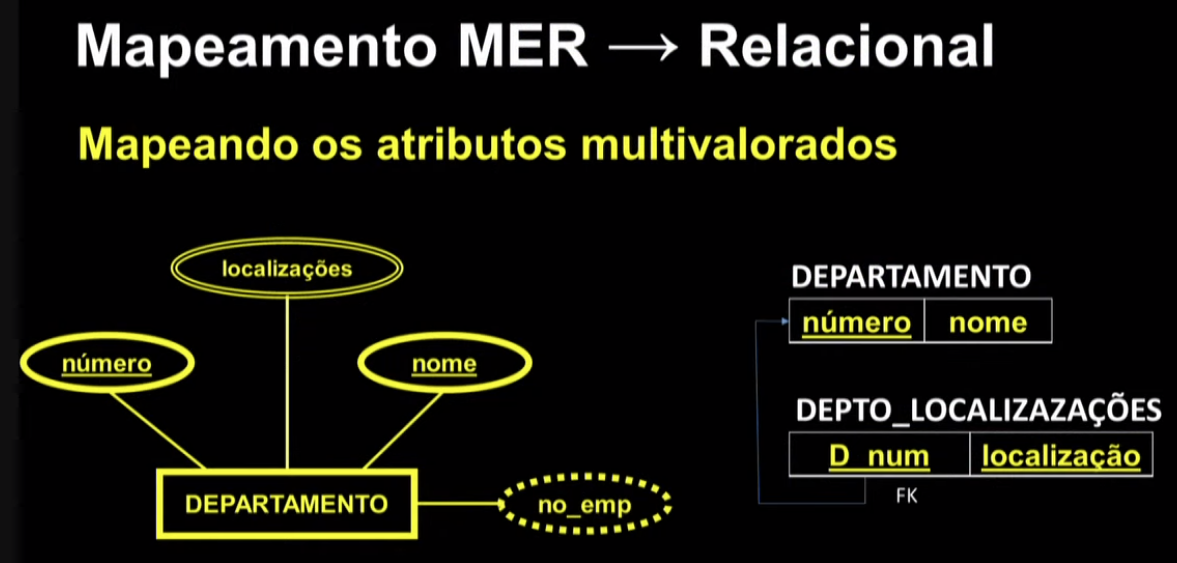 Mapeamento MER → Relacional
Mapeando os atributos multivalorados
localizações
número
nome
DEPARTAMENTO
no_emp
DEPARTAMENTO
número nome
DEPTO_LOCALIZAZAÇÕES
D_num localização
FK